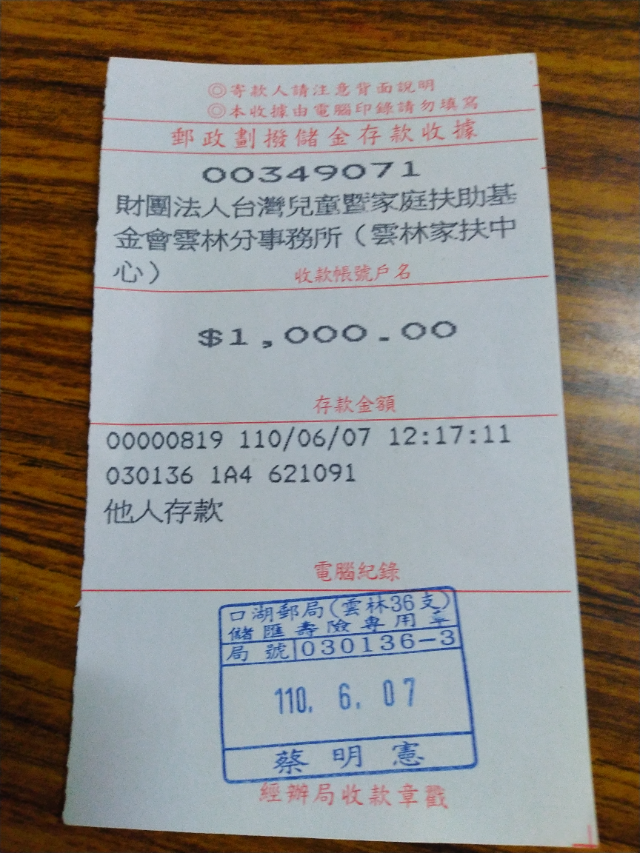 ◎寄款人請注意背面說明
◎本收據由電腦印錄請勿填寫
郵政劃撥儲金存款收據
00349071
財團法人台灣兒童暨家庭扶助基
金會雲林分事務所（雲林家扶中
心）
收款帳號戶名
$1,000.00
存款金額
00000819 110/06/07 12:17:11
030136 1A4 621091
他人存款
電腦紀錄
口湖郵局(雲林36支)
儲匯壽險專用章
局號 030136-3
110. 6. 07
蔡明憲
經辦局收款章戳